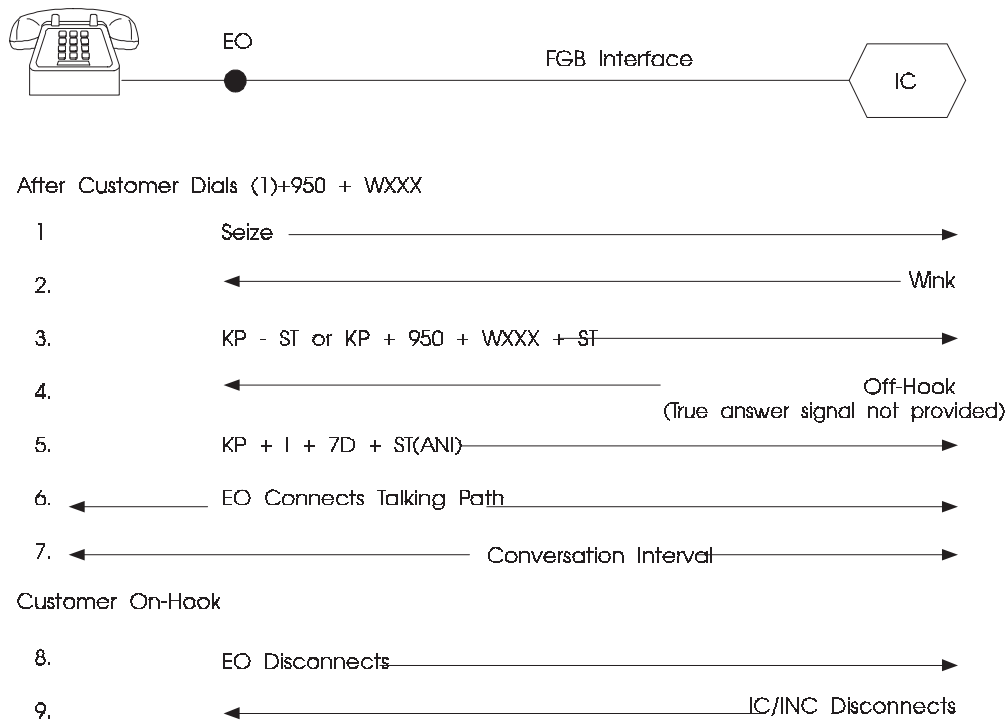 EO
FGB Interface
IC
After Customer Dials (1)+950 + WXXX
1 Seize
2. Wink
3. KP - ST or KP + 950 + WXXX + ST
4. Off-Hook
(True answer signal not provided)
5. KP + I + 7D + ST(ANI)
6. EO Connects Talking Path
7. Conversation Interval
Customer On-Hook
8. EO Disconnects
9. IC/INC Disconnects